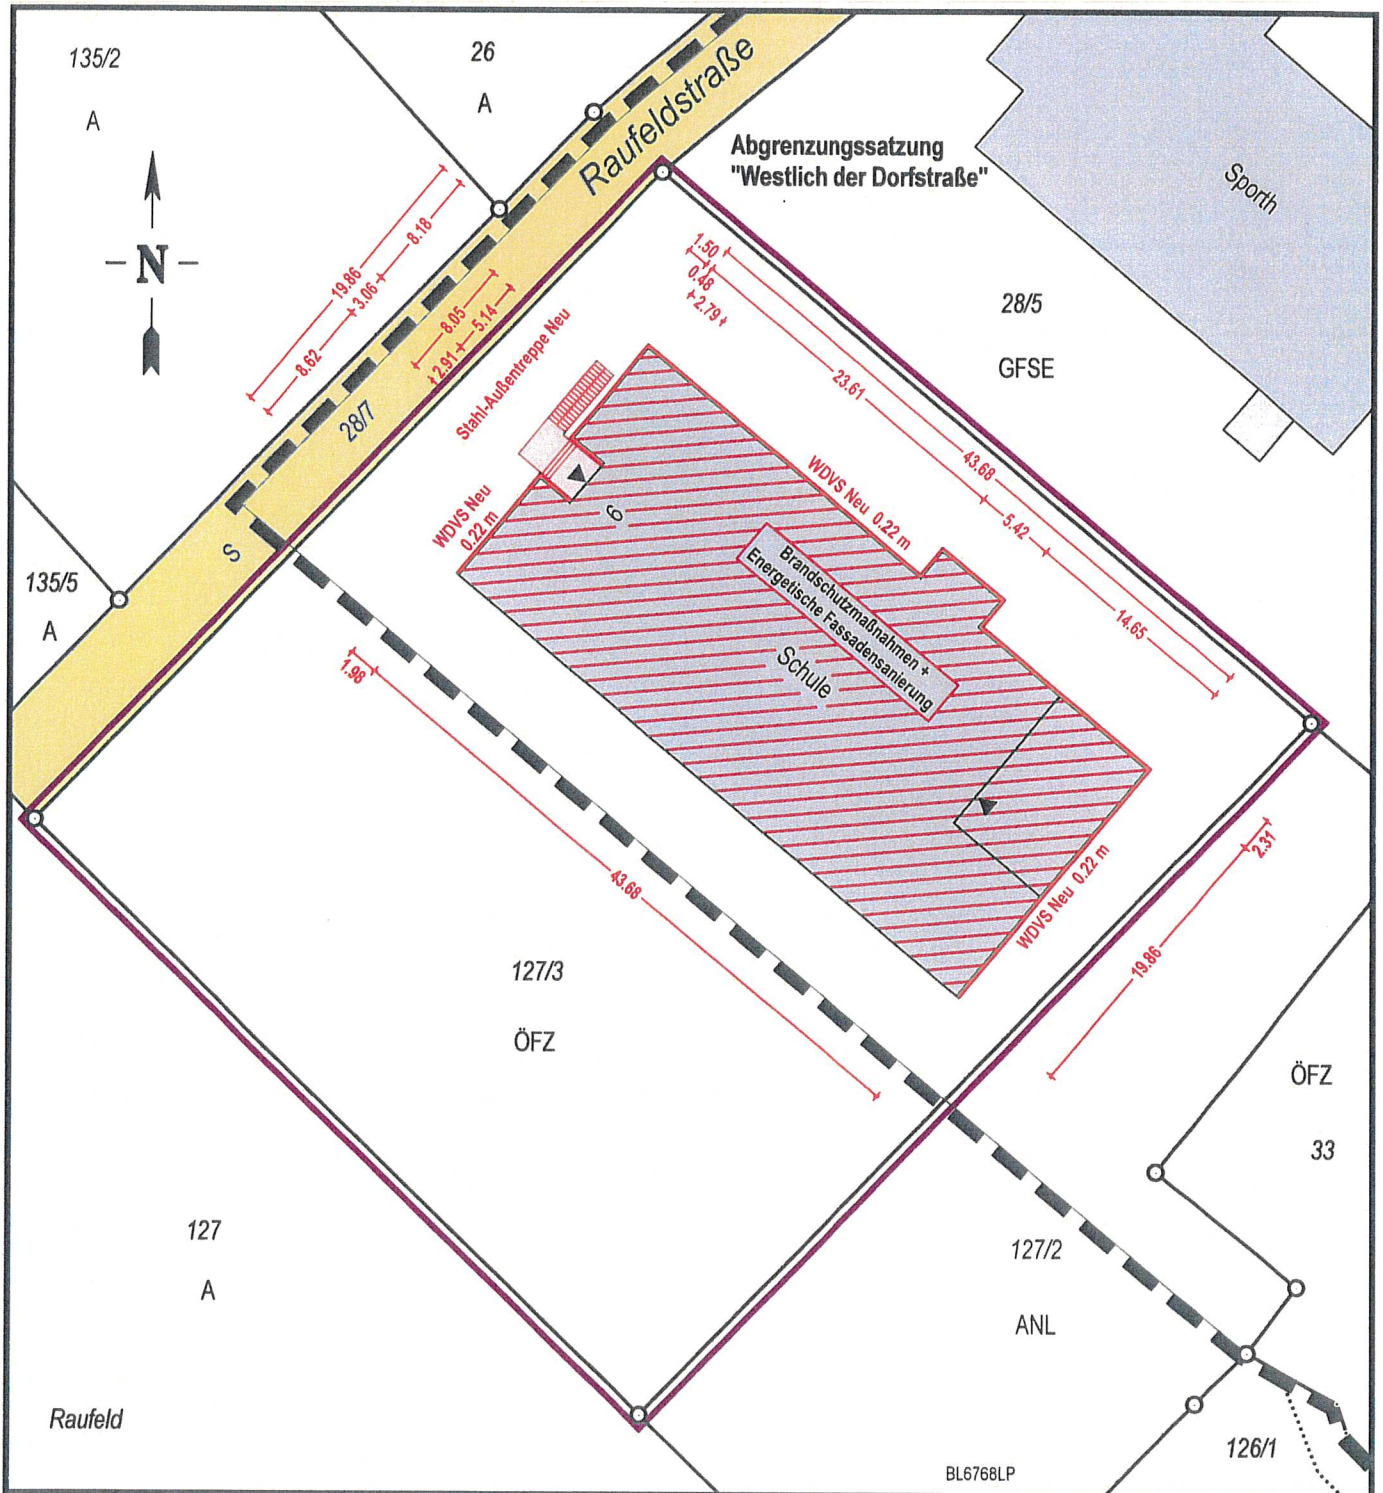 135/2
A
26
A
Raufeldstraße
Abgrenzungssatzung
"Westlich der Dorfstraße"
Sporth
N
19.86
8.18
3.06
8.62
8.05
5.14
2.91
28/7
Stahl-Außentreppe Neu
1.50
0.48
2.79
28/5
GFSE
23.61
43.68
5.42
14.65
WDVS Neu
0.22 m
WDVS Neu 0.22 m
6
Brandschutzmaßnahmen +
Energetische Fassadensanierung
Schule
S
135/5
A
1.98
43.68
WDVS Neu 0.22 m
2.31
19.86
127/3
ÖFZ
ÖFZ
33
127
A
127/2
ANL
Raufeld
126/1
BL6768LP